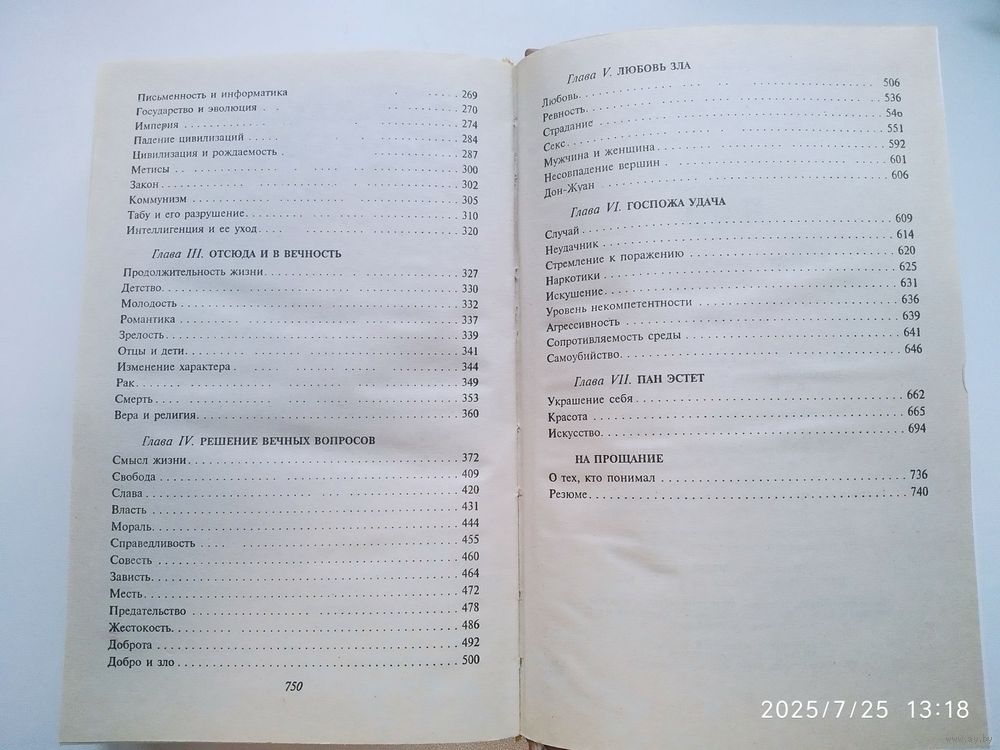 Письменность и информатика . . . . . . 269
Государство и эволюция . . . . . . 270
Империя . . . . . . 274
Падение цивилизаций . . . . . . 284
Цивилизация и рождаемость . . . . . . 287
Метисы . . . . . . 300
Закон . . . . . . 302
Коммунизм . . . . . . 305
Табу и его разрушение . . . . . . 310
Интеллигенция и ее уход . . . . . . 320
Глава III. ОТСЮДА И В ВЕЧНОСТЬ
Продолжительность жизни . . . . . . 327
Детство . . . . . . 330
Молодость . . . . . . 332
Романтика . . . . . . 337
Зрелость . . . . . . 339
Отцы и дети . . . . . . 341
Изменение характера . . . . . . 344
Рак . . . . . . 349
Смерть . . . . . . 353
Вера и религия . . . . . . 360
Глава IV. РЕШЕНИЕ ВЕЧНЫХ ВОПРОСОВ
Смысл жизни . . . . . . 372
Свобода . . . . . . 409
Слава . . . . . . 420
Власть . . . . . . 431
Мораль . . . . . . 444
Справедливость . . . . . . 455
Совесть . . . . . . 460
Зависть . . . . . . 464
Месть . . . . . . 472
Предательство . . . . . . 478
Жестокость . . . . . . 486
Доброта . . . . . . 492
Добро и зло . . . . . . 500
750
Глава V. ЛЮБОВЬ ЗЛА
Любовь . . . . . . 506
Ревность . . . . . . 536
Страдание . . . . . . 546
Секс . . . . . . 551
Мужчина и женщина . . . . . . 592
Несовпадение вершин . . . . . . 601
Дон-Жуан . . . . . . 606
Глава VI. ГОСПОЖА УДАЧА
Случай . . . . . . 609
Неудачник . . . . . . 614
Стремление к поражению . . . . . . 620
Наркотики . . . . . . 625
Искушение . . . . . . 631
Уровень некомпетентности . . . . . . 636
Агрессивность . . . . . . 639
Сопротивляемость среды . . . . . . 641
Самоубийство . . . . . . 646
Глава VII. ПАН ЭСТЕТ
Украшение себя . . . . . . 662
Красота . . . . . . 665
Искусство . . . . . . 694
НА ПРОЩАНИЕ
О тех, кто понимал . . . . . . 736
Резюме . . . . . . 740
2025/7/25 13:18
www.ay.by